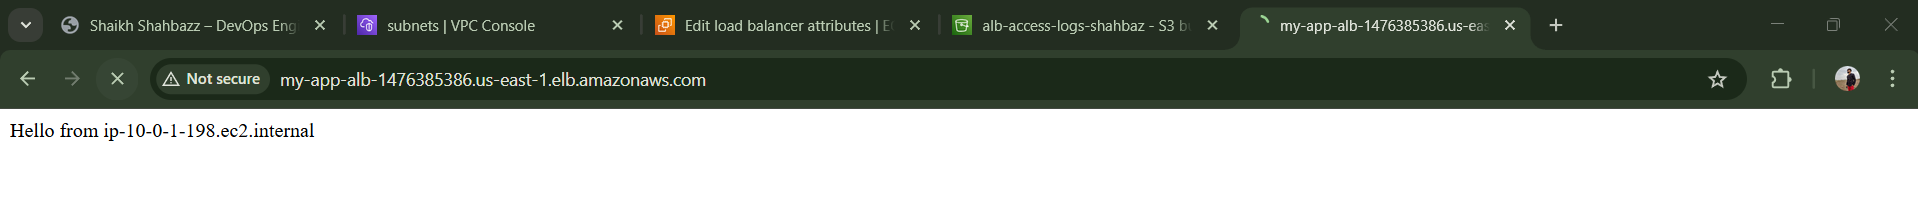 Shaikh Shahbazz – DevOps Eng
subnets | VPC Console
Edit load balancer attributes | E
alb-access-logs-shahbaz - S3 b
my-app-alb-1476385386.us-eas
Not secure
my-app-alb-1476385386.us-east-1.elb.amazonaws.com
Hello from ip-10-0-1-198.ec2.internal